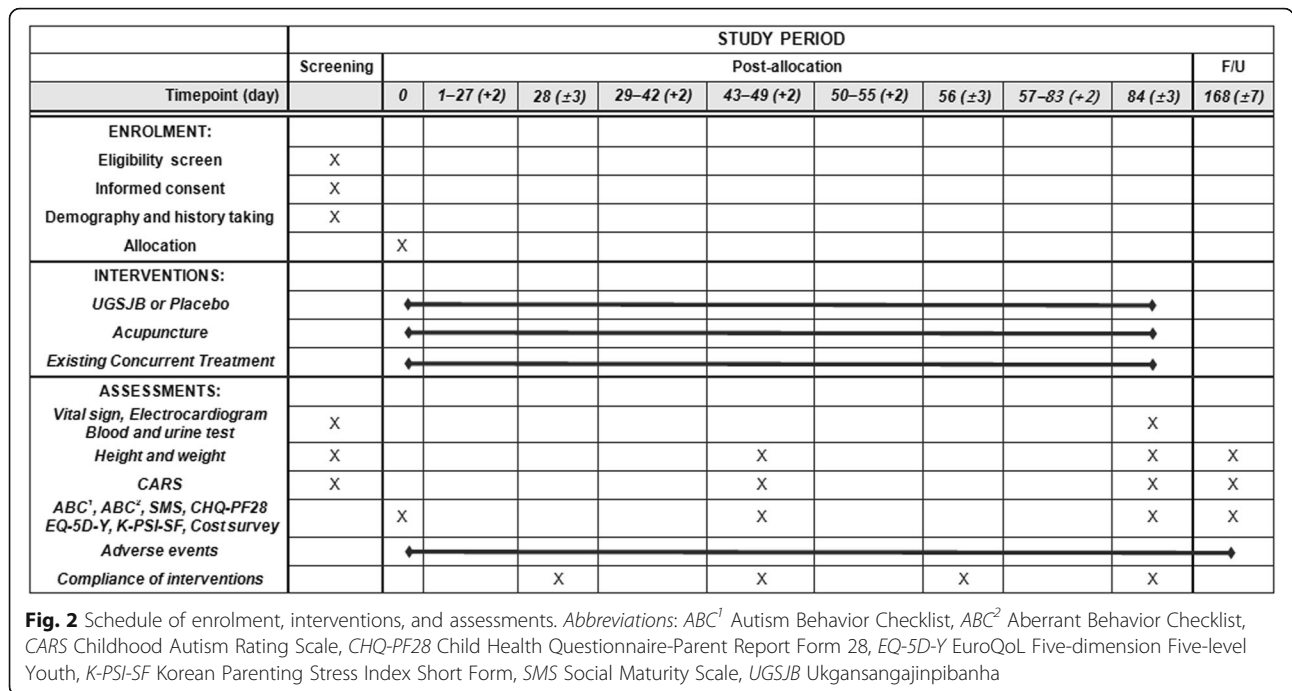 STUDY PERIOD
Screening Post-allocation F/U
Timepoint (day) 0 1–27 (+2) 28 (±3) 29–42 (+2) 43–49 (+2) 50–55 (+2) 56 (±3) 57–83 (+2) 84 (±3) 168 (±7)
ENROLMENT:
Eligibility screen X
Informed consent X
Demography and history taking X
Allocation X
INTERVENTIONS:
UGSJB or Placebo
Acupuncture
Existing Concurrent Treatment
ASSESSMENTS:
Vital sign, Electrocardiogram
Blood and urine test X X
Height and weight X X X X
CARS X X X X
ABC¹, ABC², SMS, CHQ-PF28
EQ-5D-Y, K-PSI-SF, Cost survey X X X X
Adverse events
Compliance of interventions X X X X
Fig. 2 Schedule of enrolment, interventions, and assessments. Abbreviations: ABC¹ Autism Behavior Checklist, ABC² Aberrant Behavior Checklist,
CARS Childhood Autism Rating Scale, CHQ-PF28 Child Health Questionnaire-Parent Report Form 28, EQ-5D-Y EuroQoL Five-dimension Five-level
Youth, K-PSI-SF Korean Parenting Stress Index Short Form, SMS Social Maturity Scale, UGSJB Ukgansangajinpibanha